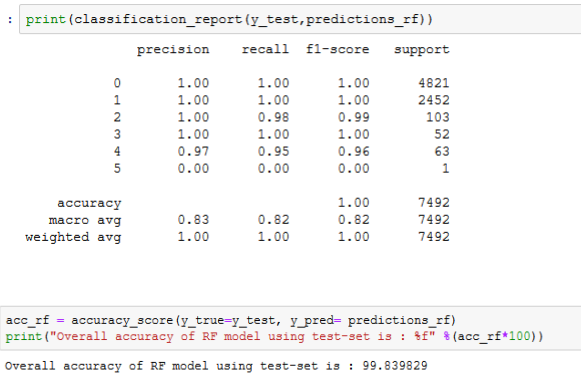 : print(classification_report(y_test,predictions_rf))
precision recall f1-score support
0 1.00 1.00 1.00 4821
1 1.00 1.00 1.00 2452
2 1.00 0.98 0.99 103
3 1.00 1.00 1.00 52
4 0.97 0.95 0.96 63
5 0.00 0.00 0.00 1
accuracy 1.00 7492
macro avg 0.83 0.82 0.82 7492
weighted avg 1.00 1.00 1.00 7492
acc_rf = accuracy_score(y_true=y_test, y_pred= predictions_rf)
print("Overall accuracy of RF model using test-set is : %f" %(acc_rf*100))
Overall accuracy of RF model using test-set is : 99.839829